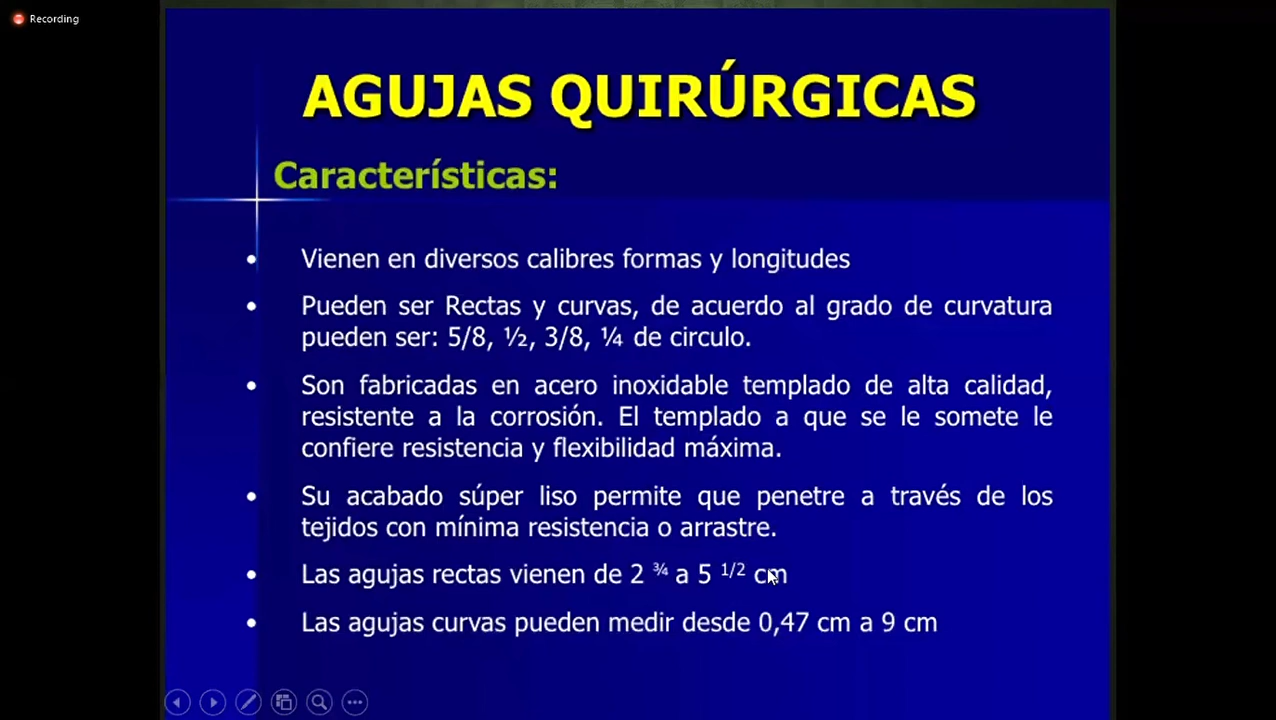 Recording
AGUJAS QUIRÚRGICAS
Características:
• Vienen en diversos calibres formas y longitudes
• Pueden ser Rectas y curvas, de acuerdo al grado de curvatura
pueden ser: 5/8, ½, 3/8, ¼ de circulo.
• Son fabricadas en acero inoxidable templado de alta calidad,
resistente a la corrosión. El templado a que se le somete le
confiere resistencia y flexibilidad máxima.
• Su acabado súper liso permite que penetre a través de los
tejidos con mínima resistencia o arrastre.
• Las agujas rectas vienen de 2 ¾ a 5 1/2 cm
• Las agujas curvas pueden medir desde 0,47 cm a 9 cm